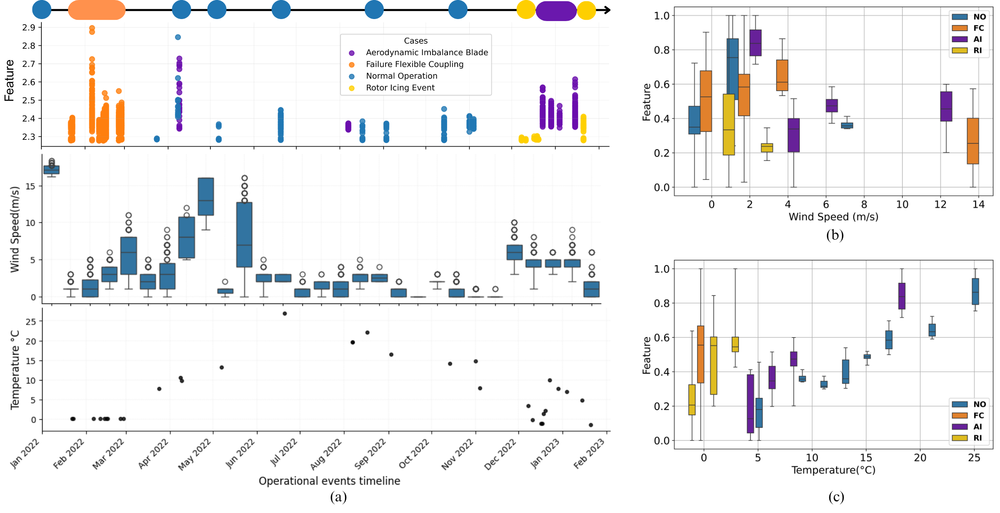 2.9
2.8
2.7
2.6
2.5
2.4
2.3
Feature
Cases
Aerodynamic Imbalance Blade
Failure Flexible Coupling
Normal Operation
Rotor Icing Event
15
10
5
0
Wind Speed(m/s)
25
20
15
10
5
0
Temperature °C
Jan 2022
Feb 2022
Mar 2022
Apr 2022
May 2022
Jun 2022
Jul 2022
Aug 2022
Sep 2022
Oct 2022
Nov 2022
Dec 2022
Jan 2023
Feb 2023
Operational events timeline
(a)
1.0
0.8
0.6
0.4
0.2
0.0
Feature
NO
FC
AI
RI
0 2 4 6 8 10 12 14
Wind Speed (m/s)
(b)
1.0
0.8
0.6
0.4
0.2
0.0
Feature
NO
FC
AI
RI
0 5 10 15 20 25
Temperature(°C)
(c)